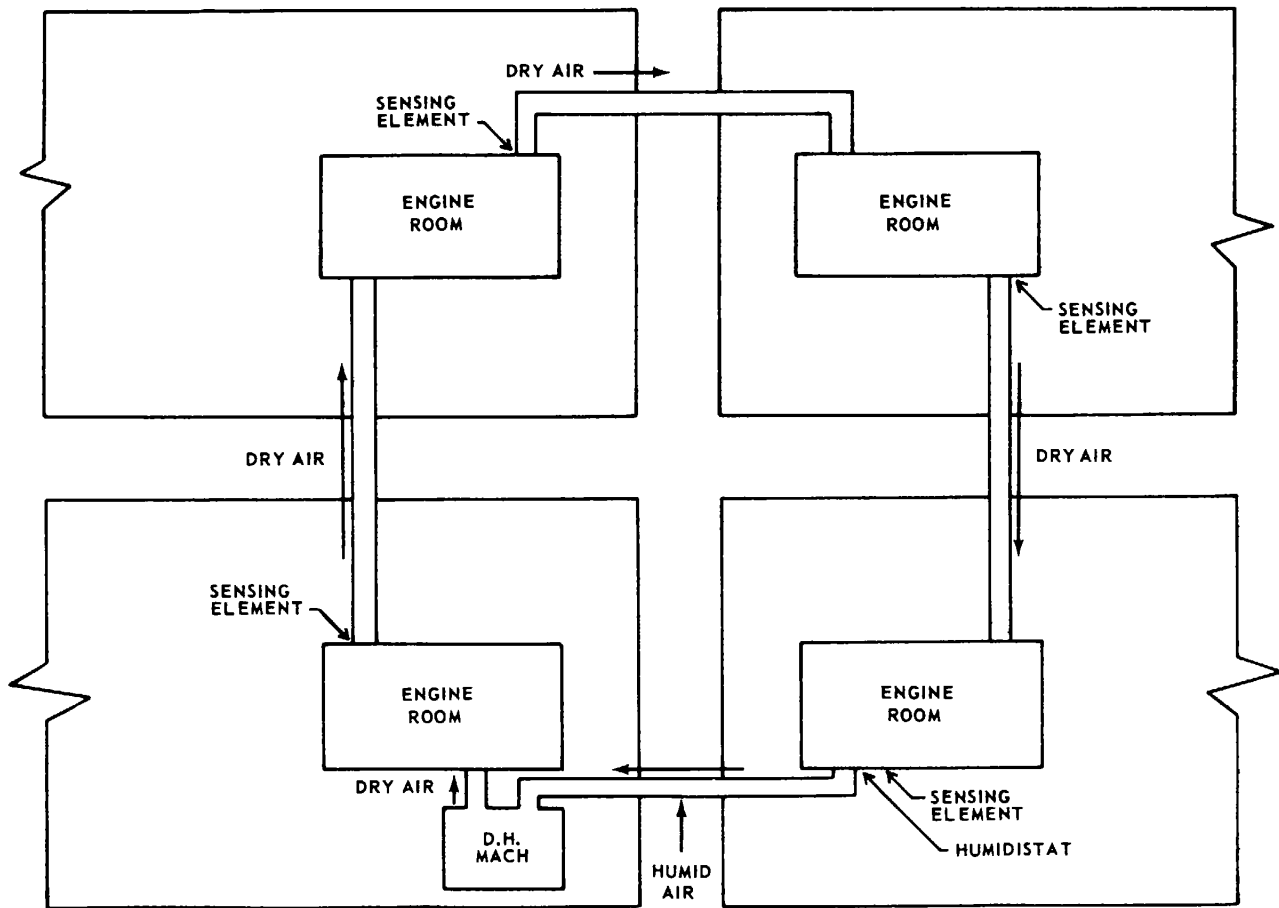 DRY AIR
SENSING
ELEMENT
ENGINE
ROOM
ENGINE
ROOM
SENSING
ELEMENT
DRY AIR
DRY AIR
SENSING
ELEMENT
ENGINE
ROOM
ENGINE
ROOM
DRY AIR
SENSING
ELEMENT
D.H.
MACH
HUMIDISTAT
HUMID
AIR